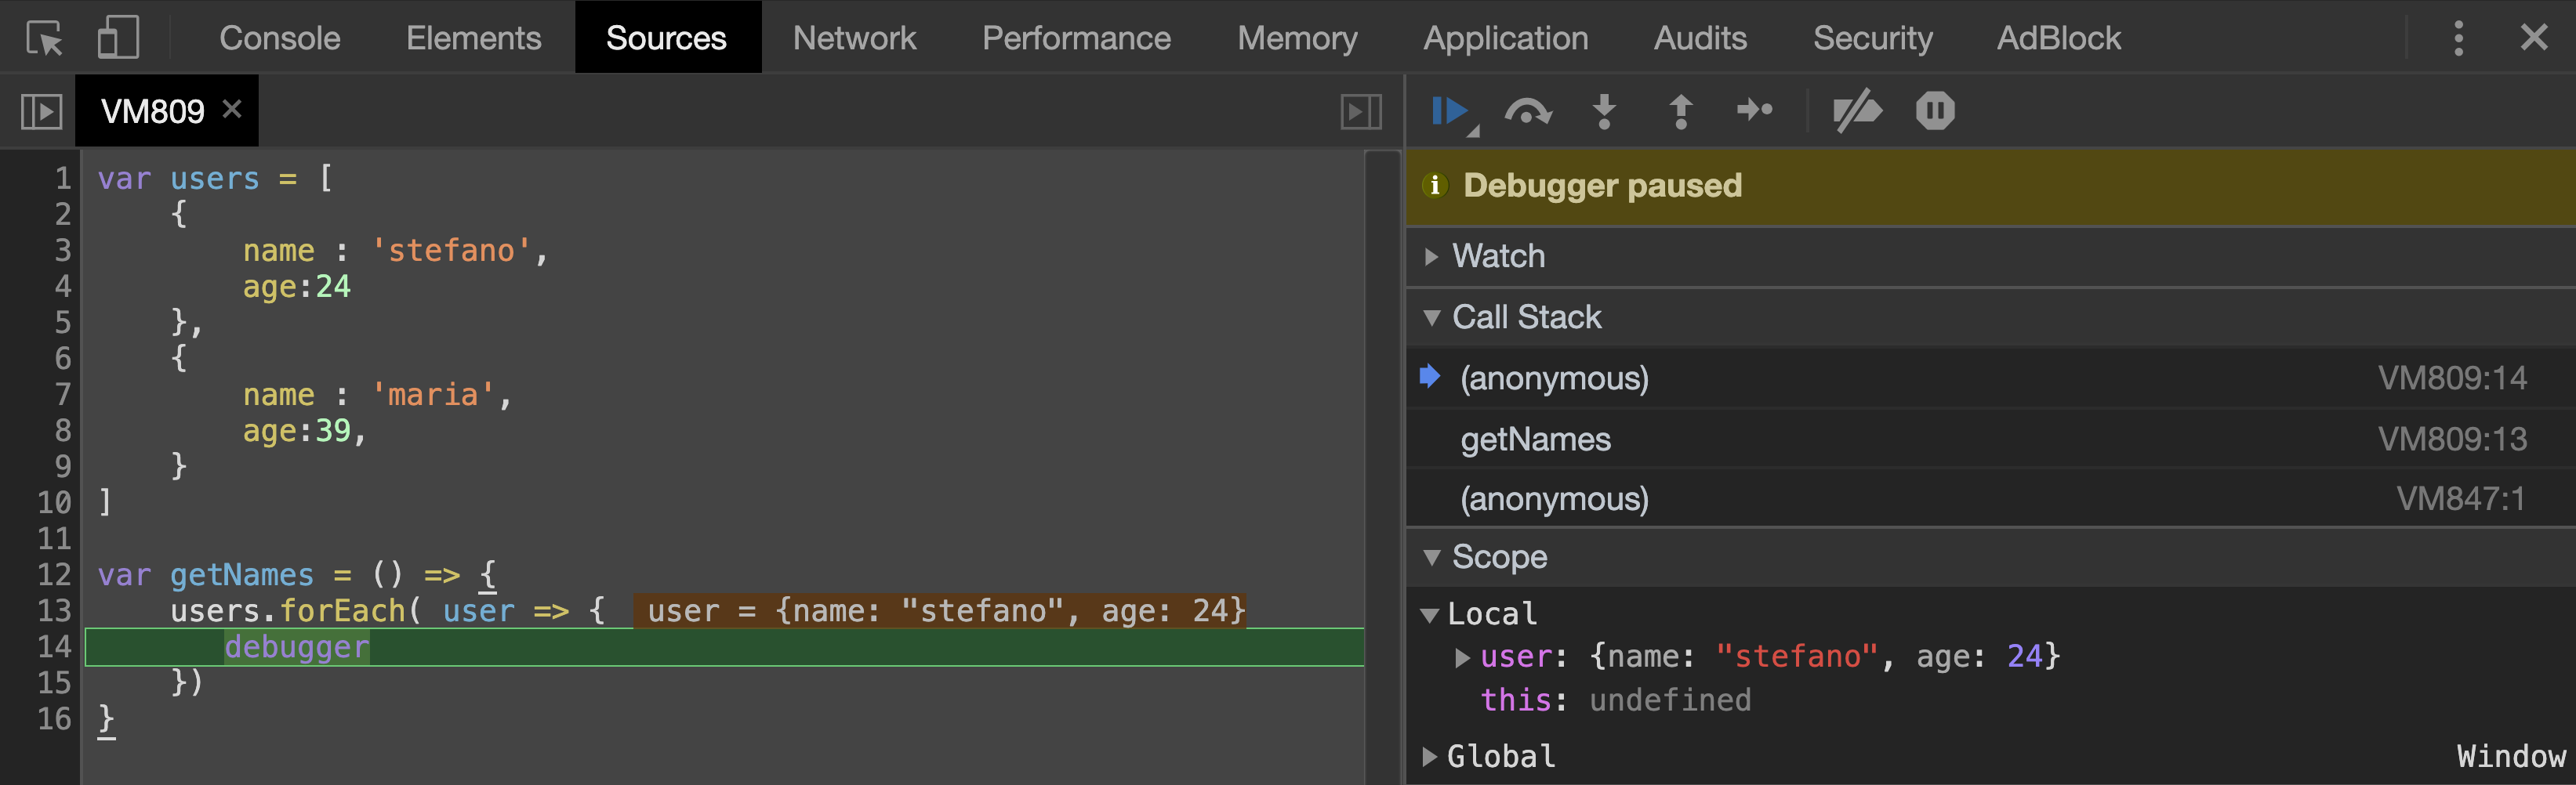 Console Elements Sources Network Performance Memory Application Audits Security AdBlock
VM809
1 var users = [
2 {
3 name : 'stefano',
4 age:24
5 },
6 {
7 name : 'maria',
8 age:39,
9 }
10 ]
11
12 var getNames = () => {
13 users.forEach( user => { user = {name: "stefano", age: 24}
14 debugger
15 })
16 }
Debugger paused
Watch
Call Stack
(anonymous) VM809:14
getNames VM809:13
(anonymous) VM847:1
Scope
Local
user: {name: "stefano", age: 24}
this: undefined
Global Window